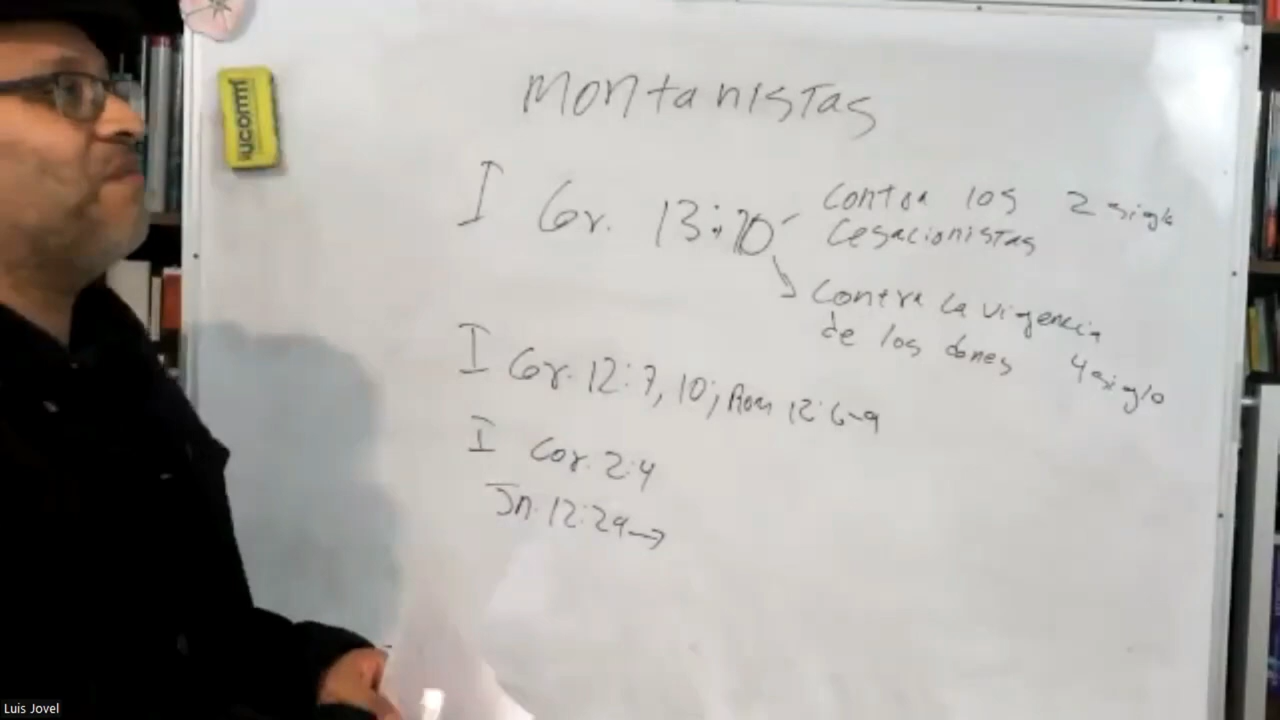 Montanistas
I Cor. 13:10
Contra los 2 siglo
Cesacionistas
Contra la vigencia
de los dones 4 siglo
I Cor. 12:7, 10; Rom 12:6-9
I Cor. 2:4
Jn. 12:29
Luis Jovel